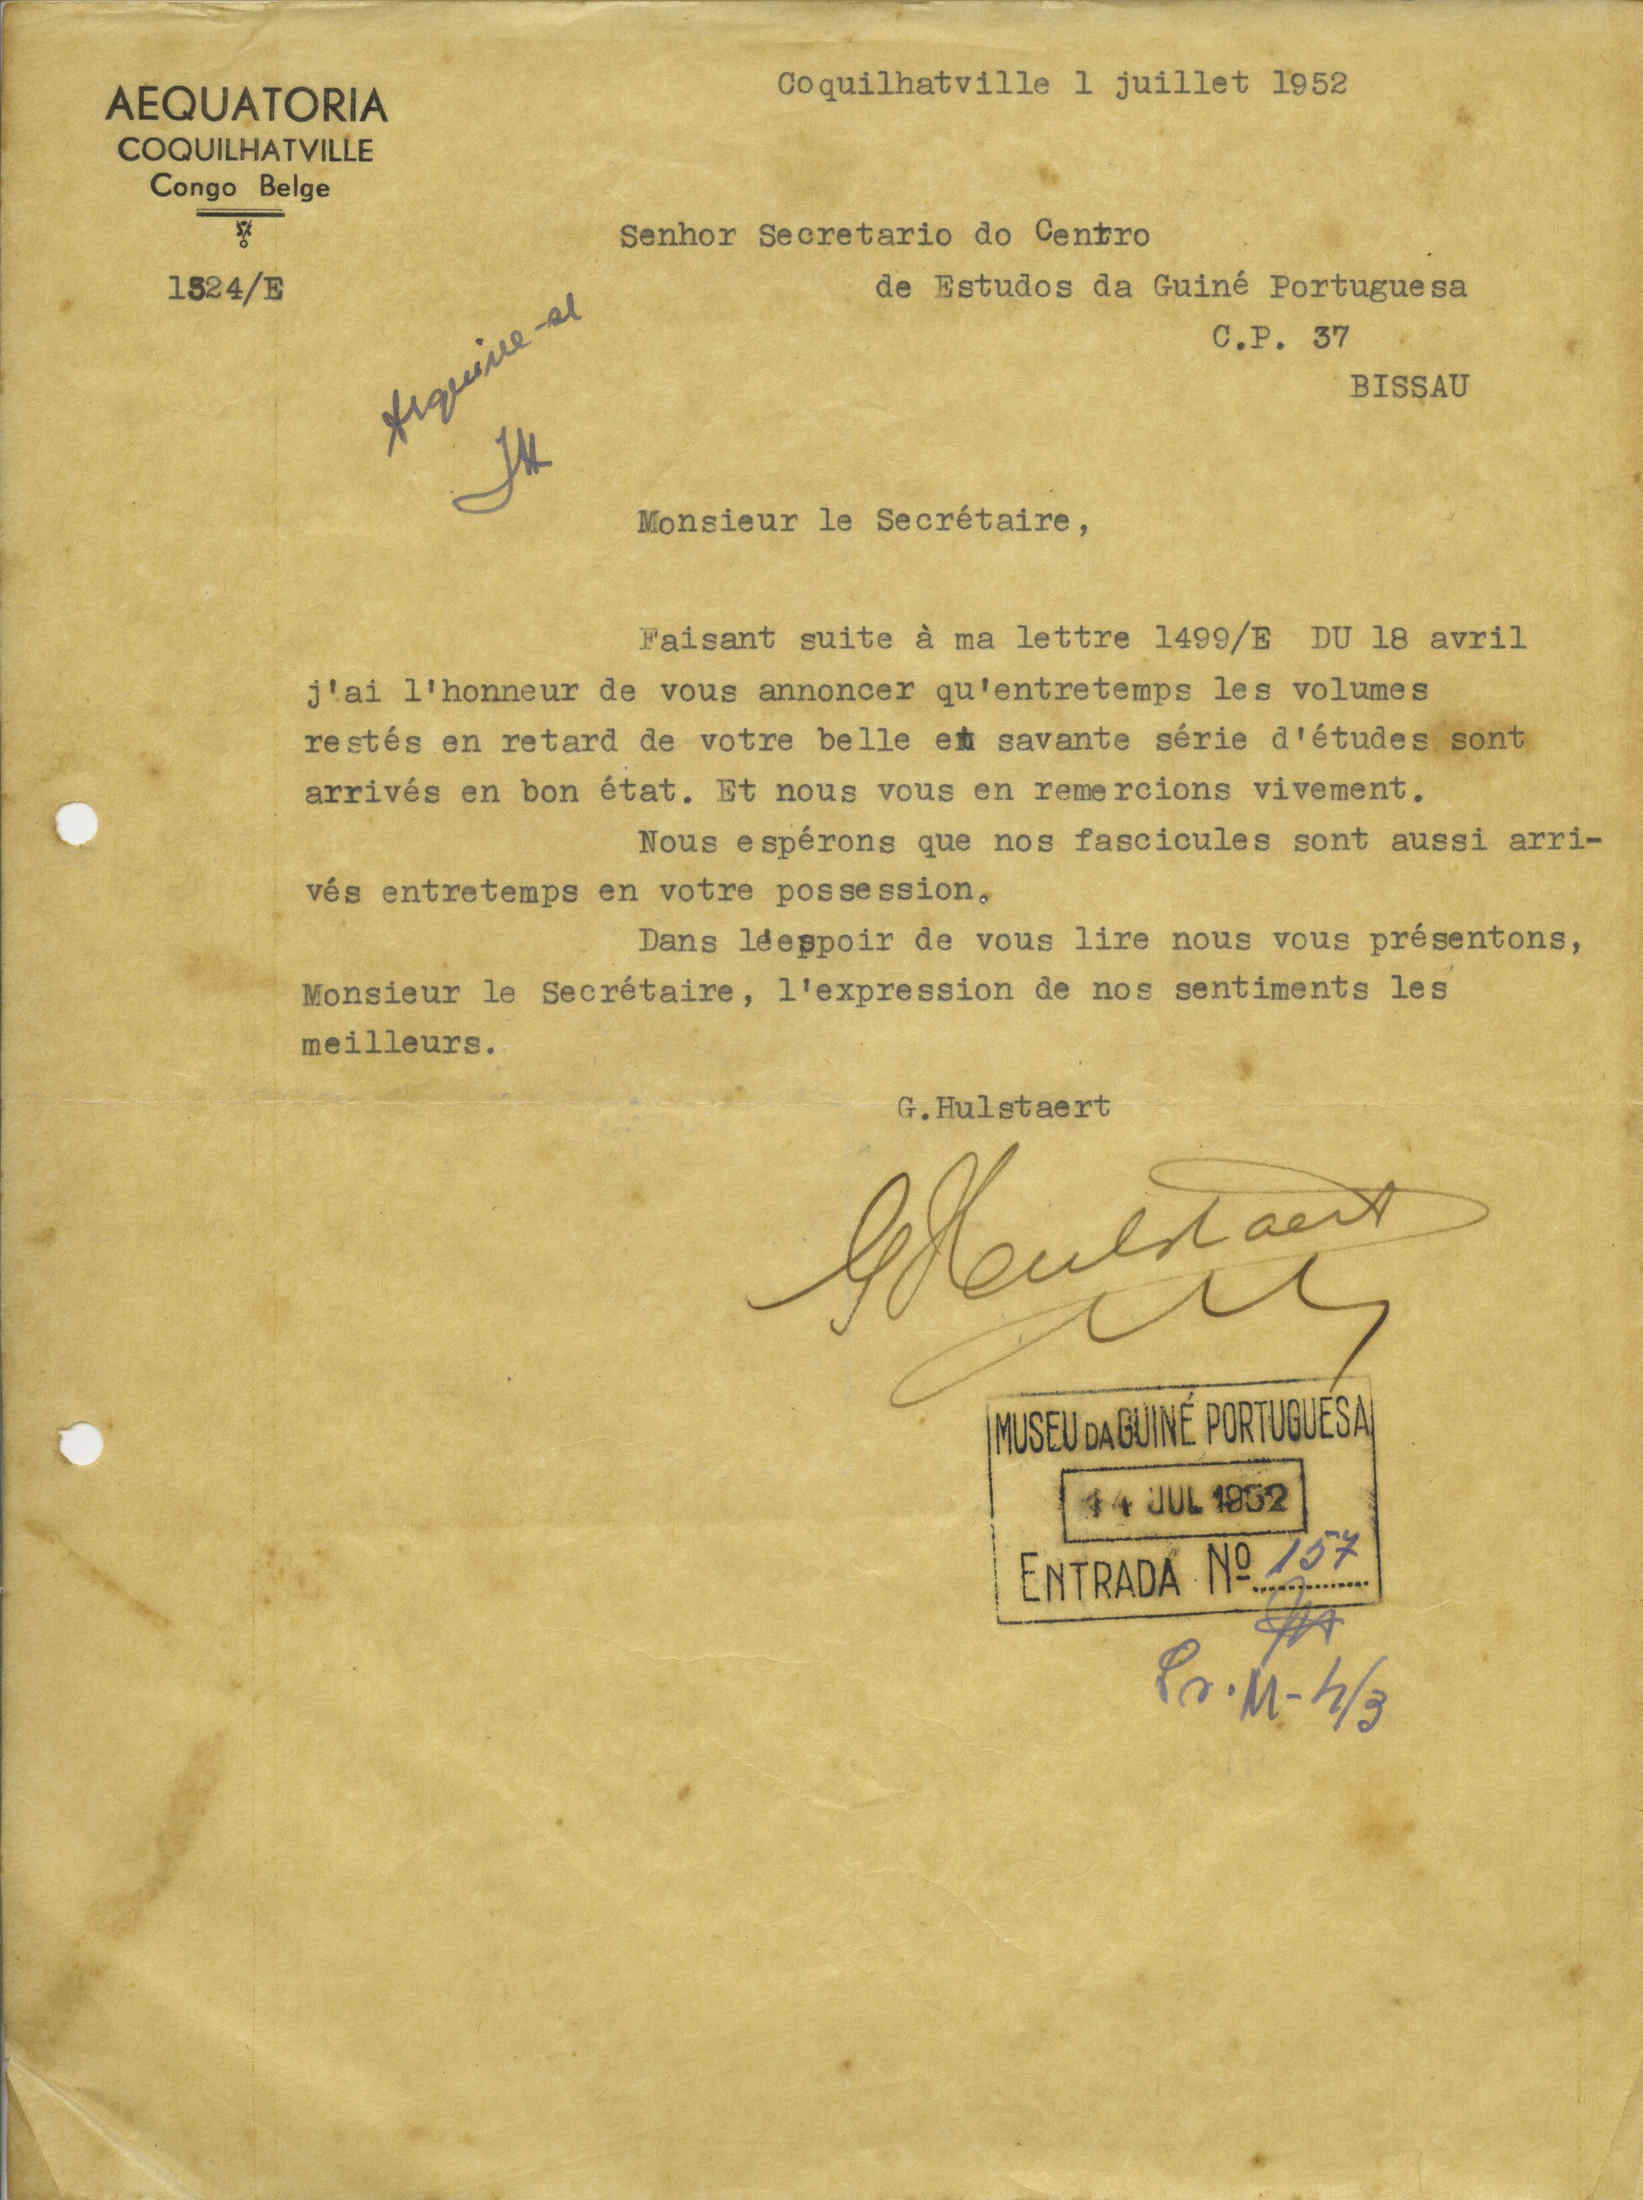 AEQUATORIA
COQUILHATVILLE
Congo Belge
1524/E
Coquilhatville 1 juillet 1952
Senhor Secretario do Centro
de Estudos da Guiné Portuguesa
C.P. 37
BISSAU
Arquive-se
Monsieur le Secrétaire,
Faisant suite à ma lettre 1499/E DU 18 avril
j'ai l'honneur de vous annoncer qu'entretemps les volumes
restés en retard de votre belle et savante série d'études sont
arrivés en bon état. Et nous vous en remercions vivement.
Nous espérons que nos fascicules sont aussi arri-
vés entretemps en votre possession.
Dans l'espoir de vous lire nous vous présentons,
Monsieur le Secrétaire, l'expression de nos sentiments les
meilleurs.
G.Hulstaert
G Hulstaert
MUSEU DA GUINÉ PORTUGUESA
14 JUL 1952
ENTRADA Nº 157
Pr. M-4/3